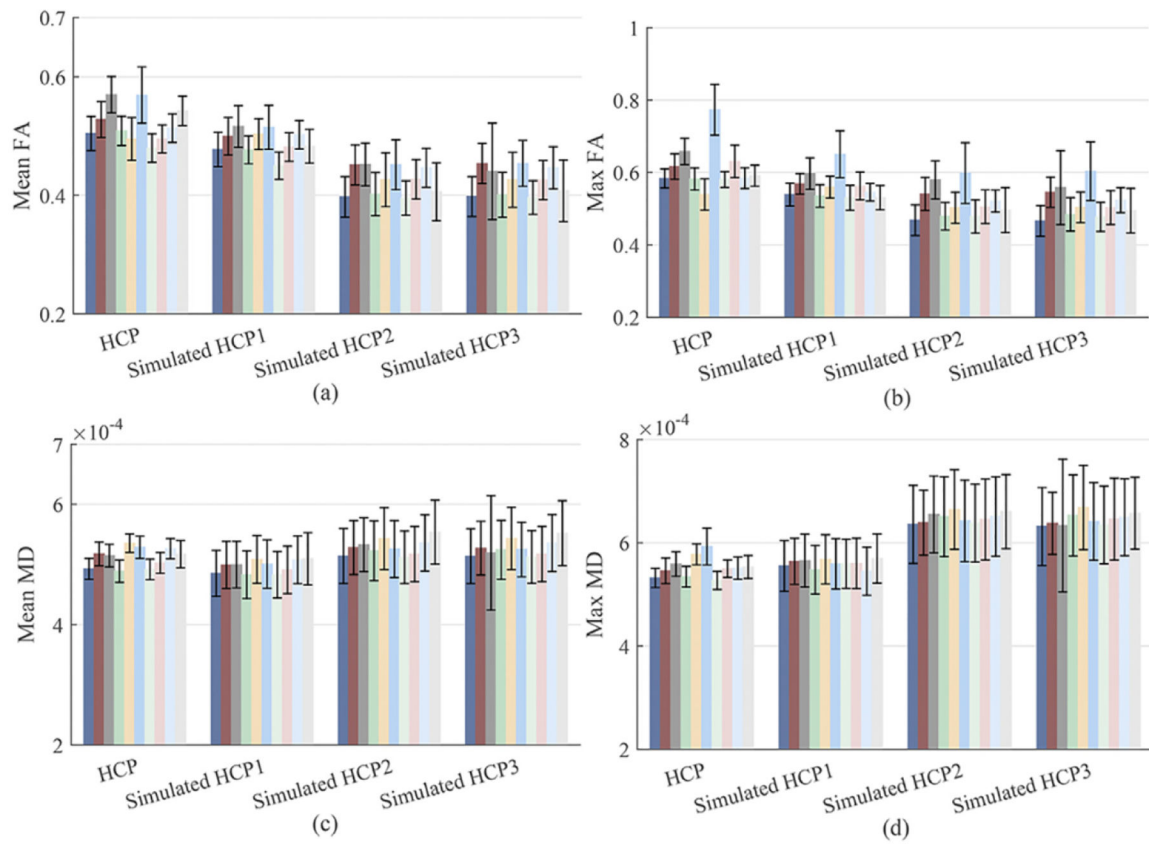 0.7
0.6
0.4
0.2
Mean FA
HCP
Simulated HCP1
Simulated HCP2
Simulated HCP3
(a)
1
0.8
0.6
0.4
0.2
Max FA
HCP
Simulated HCP1
Simulated HCP2
Simulated HCP3
(b)
×10-4
7
6
4
2
Mean MD
HCP
Simulated HCP1
Simulated HCP2
Simulated HCP3
(c)
×10-4
8
6
4
2
Max MD
HCP
Simulated HCP1
Simulated HCP2
Simulated HCP3
(d)